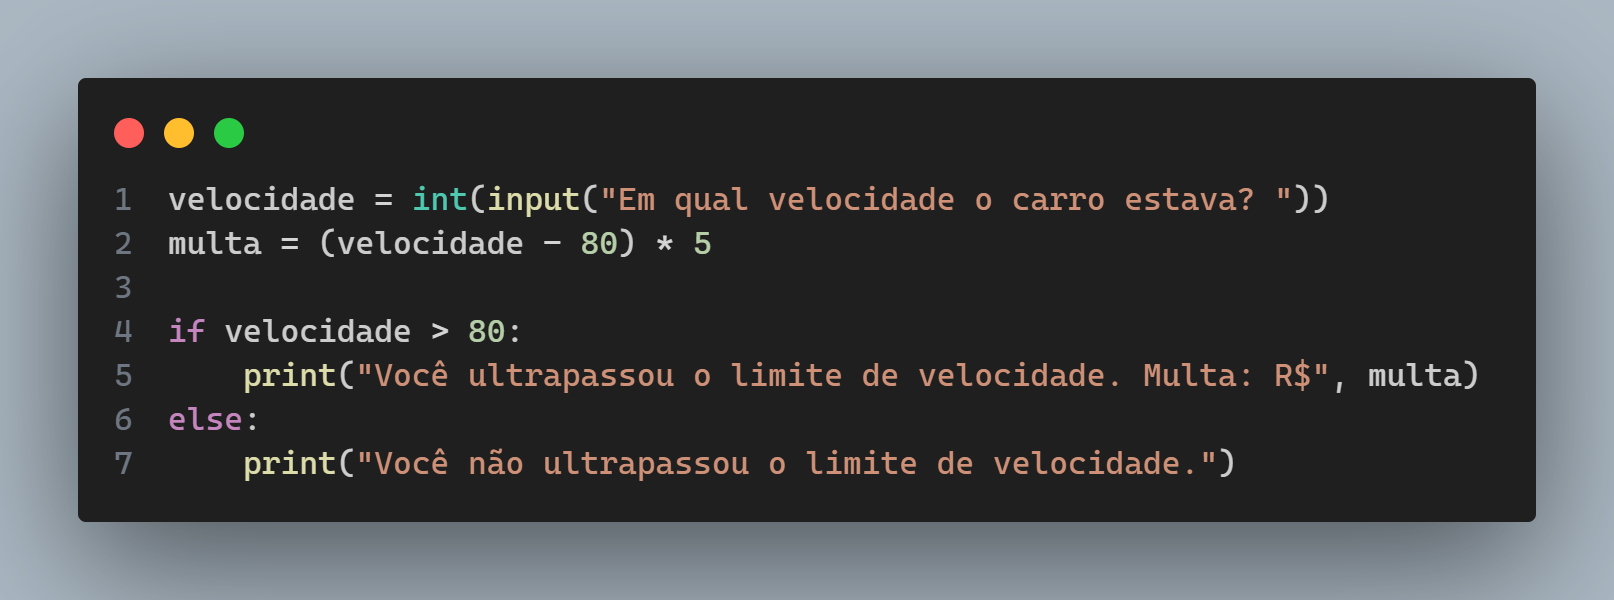 1 velocidade = int(input("Em qual velocidade o carro estava? "))
2 multa = (velocidade - 80) * 5
3
4 if velocidade > 80:
5     print("Você ultrapassou o limite de velocidade. Multa: R$", multa)
6 else:
7     print("Você não ultrapassou o limite de velocidade.")